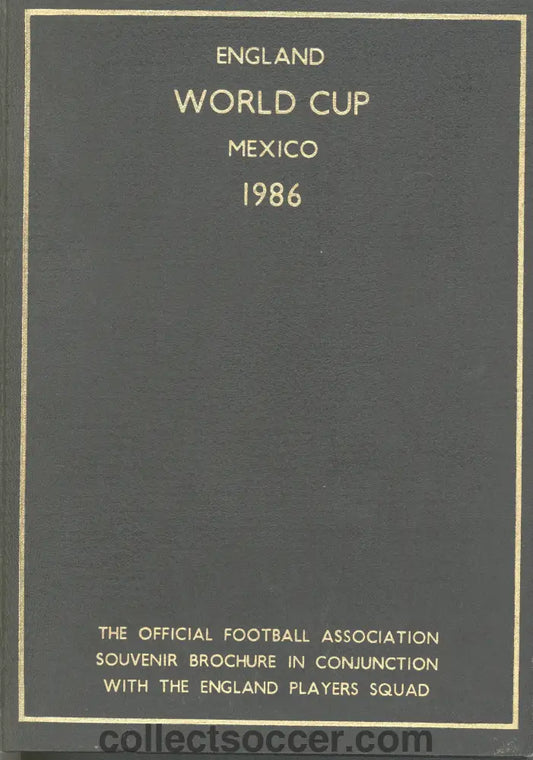 ENGLAND
WORLD CUP
MEXICO
1986
THE OFFICIAL FOOTBALL ASSOCIATION
SOUVENIR BROCHURE IN CONJUNCTION
WITH THE ENGLAND PLAYERS SQUAD
collectsoccer.com